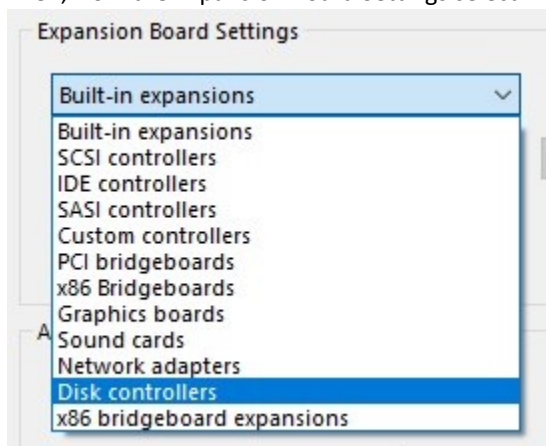 Expansion Board Settings
Built-in expansions
Built-in expansions
SCSI controllers
IDE controllers
SASI controllers
Custom controllers
PCI bridgeboards
x86 Bridgeboards
Graphics boards
A
Sound cards
Network adapters
Disk controllers
x86 bridgeboard expansions